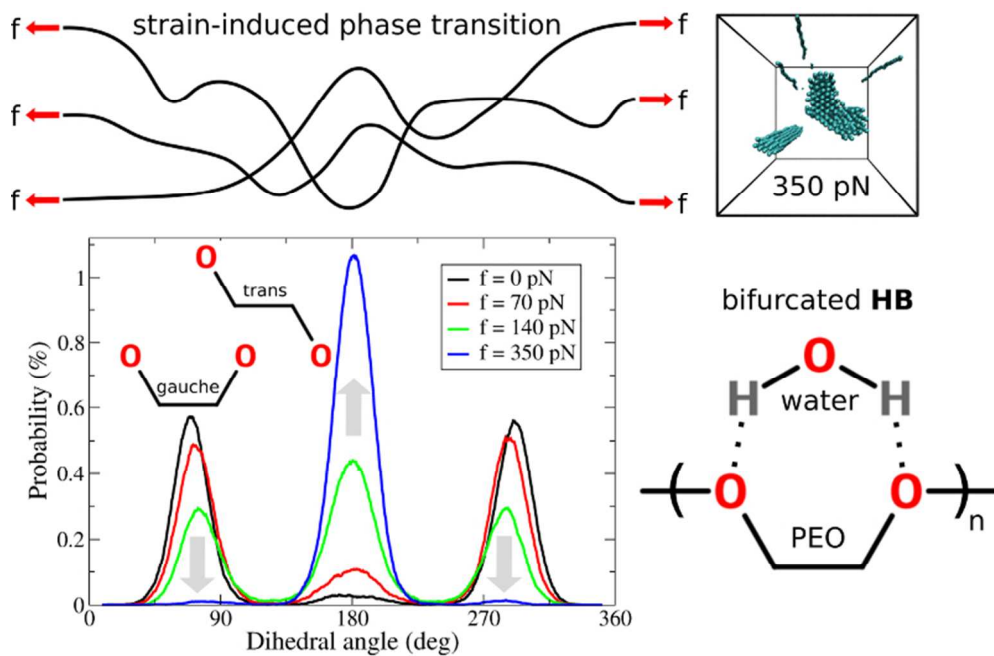 strain-induced phase transition
f
f
f
f
f
f
350 pN
Probability (%)
1
0.8
0.6
0.4
0.2
0
0
90
180
270
360
Dihedral angle (deg)
O
trans
O
O
O
gauche
f = 0 pN
f = 70 pN
f = 140 pN
f = 350 pN
bifurcated HB
O
H
H
water
( O O )n
PEO